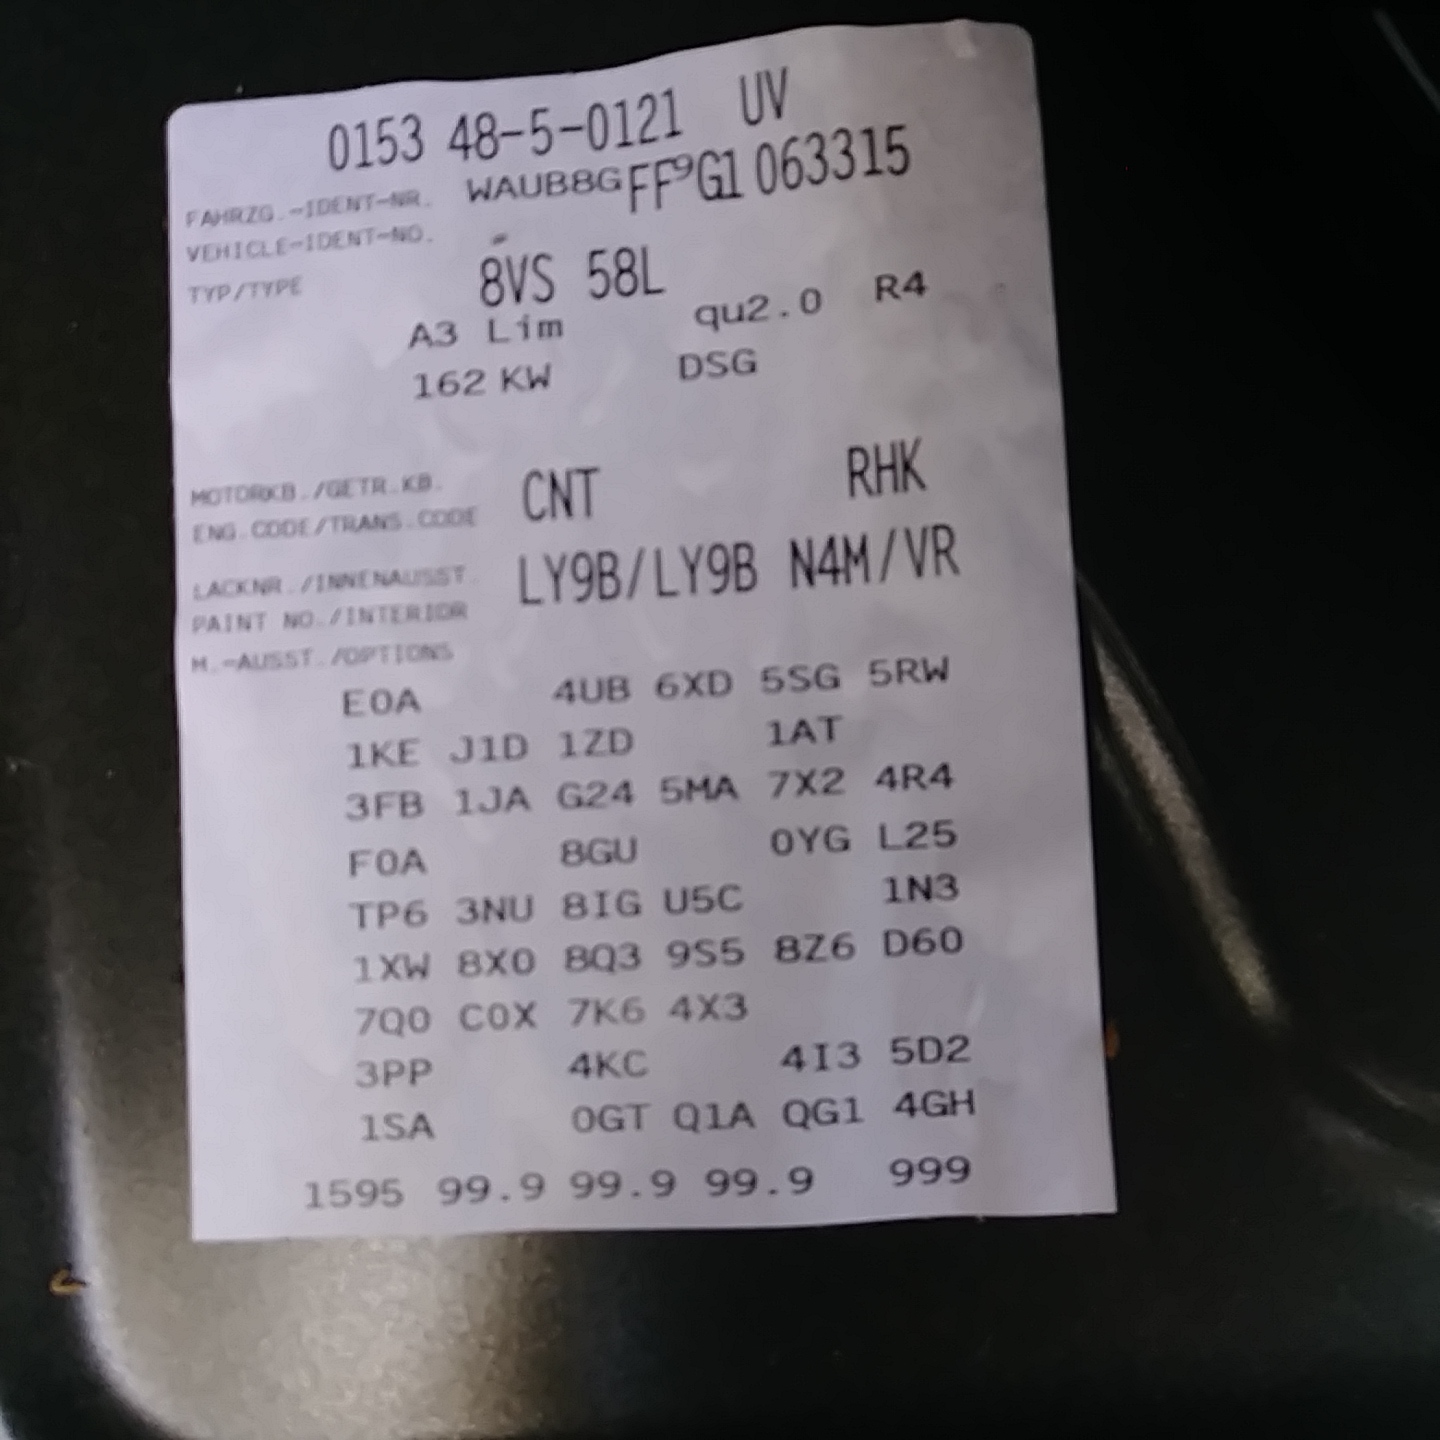 0153 48-5-0121 UV
FAHRZG.-IDENT-NR. WAUB8GFF9G1063315
VEHICLE-IDENT-NO.
TYP/TYPE 8VS 58L
A3 Lim qu2.0 R4
162 KW DSG
MOTORKB./GETR.KB. CNT RHK
ENG.CODE/TRANS.CODE
LACKNR./INNENAUSST. LY9B/LY9B N4M/VR
PAINT NO./INTERIOR
M.-AUSST./OPTIONS
E0A 4UB 6XD 5SG 5RW
1KE J1D 1ZD 1AT
3FB 1JA G24 5MA 7X2 4R4
F0A 8GU 0YG L25
TP6 3NU 8IG U5C 1N3
1XW 8X0 8Q3 9S5 8Z6 D60
7Q0 C0X 7K6 4X3
3PP 4KC 4I3 5D2
1SA 0GT Q1A QG1 4GH
1595 99.9 99.9 99.9 999